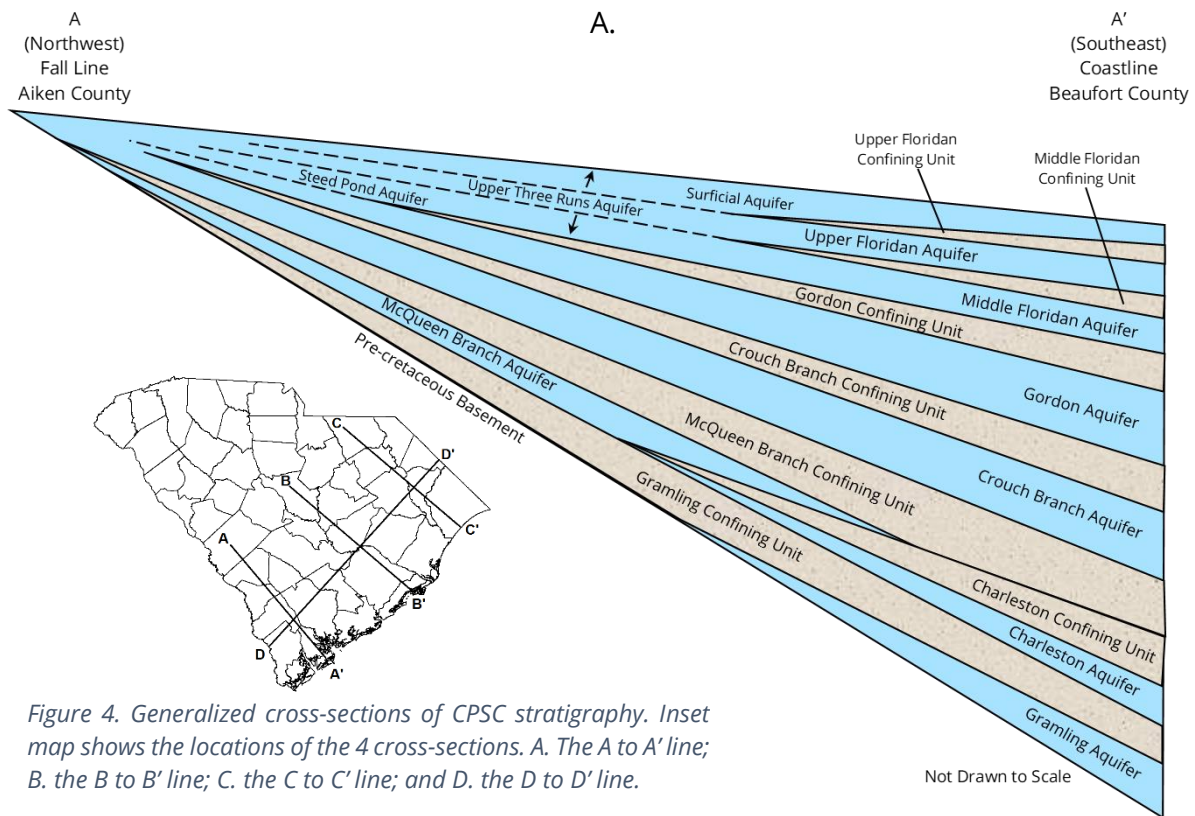 A
(Northwest)
Fall Line
Aiken County
A.
A’
(Southeast)
Coastline
Beaufort County
Upper Floridan
Confining Unit
Middle Floridan
Confining Unit
Steed Pond Aquifer
Upper Three Runs Aquifer
Surficial Aquifer
Upper Floridan Aquifer
Middle Floridan Aquifer
Gordon Confining Unit
Gordon Aquifer
Crouch Branch Confining Unit
Crouch Branch Aquifer
McQueen Branch Aquifer
McQueen Branch Confining Unit
Pre-cretaceous Basement
Charleston Confining Unit
Charleston Aquifer
Gramling Confining Unit
Gramling Aquifer
Not Drawn to Scale
C
D'
B
C'
A
B'
D
A'
Figure 4. Generalized cross-sections of CPSC stratigraphy. Inset
map shows the locations of the 4 cross-sections. A. The A to A’ line;
B. the B to B’ line; C. the C to C’ line; and D. the D to D’ line.